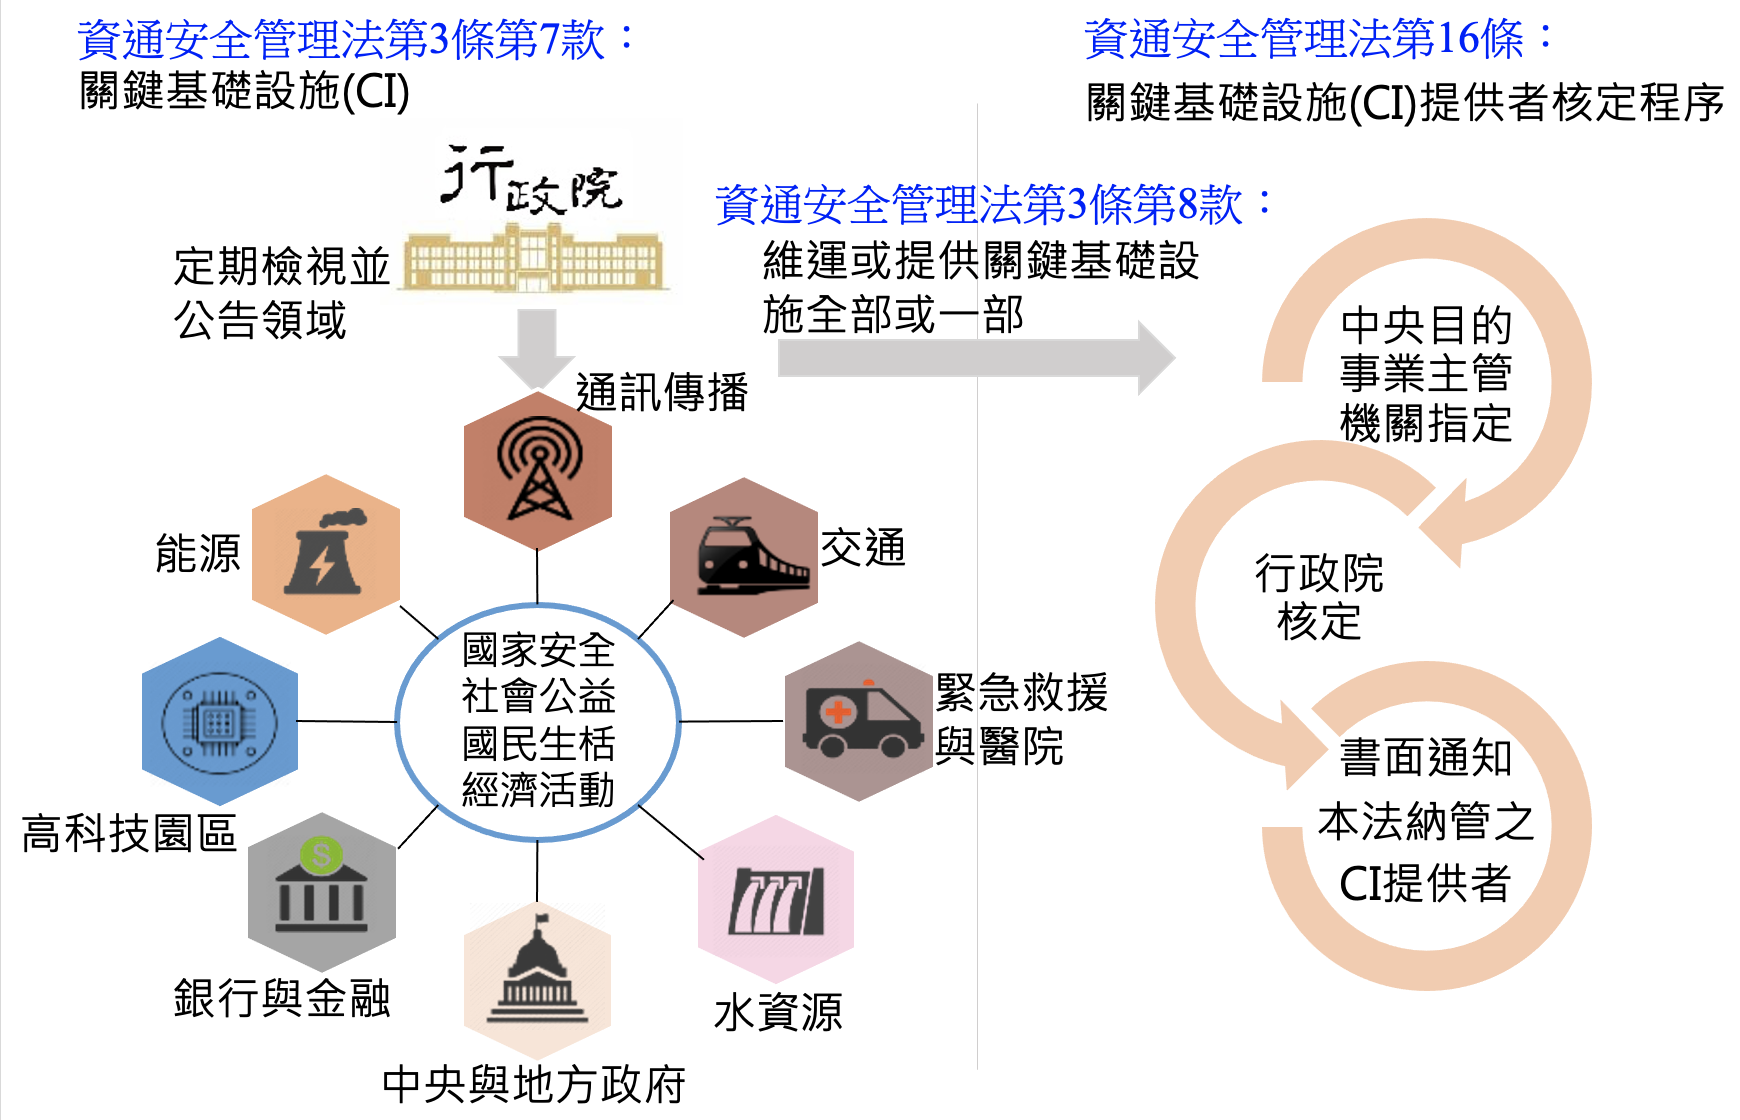 資通安全管理法第3條第7款：
關鍵基礎設施(CI)
行政院
定期檢視並
公告領域
通訊傳播
能源
交通
高科技園區
緊急救援
與醫院
國家安全
社會公益
國民生栝
經濟活動
銀行與金融
S
水資源
中央與地方政府
資通安全管理法第3條第8款：
維運或提供關鍵基礎設
施全部或一部
資通安全管理法第16條：
關鍵基礎設施(CI)提供者核定程序
中央目的
事業主管
機關指定
行政院
核定
書面通知
本法納管之
CI提供者